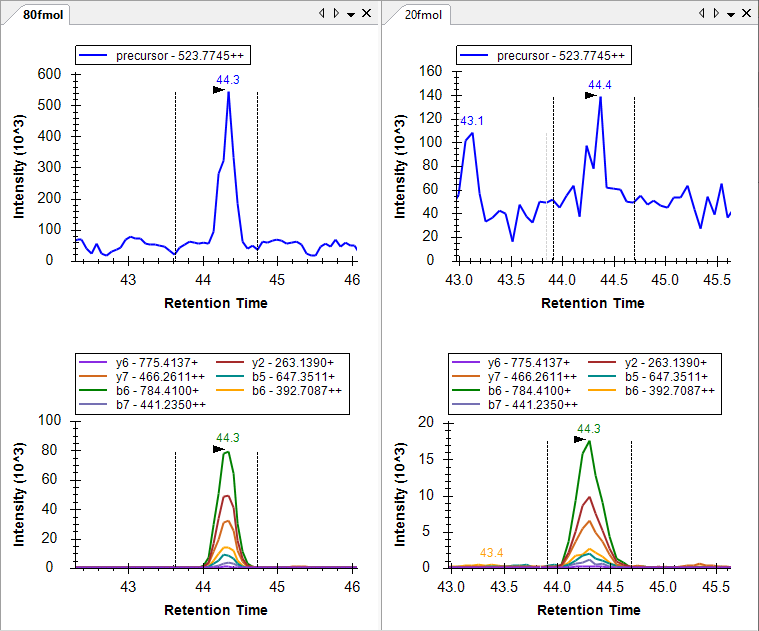 80fmol
20fmol
precursor - 523.7745++
44.3
600
500
400
300
200
100
0
Intensity (10^3)
43
44
45
46
Retention Time
precursor - 523.7745++
44.4
43.1
160
140
120
100
80
60
40
20
0
Intensity (10^3)
43.0
43.5
44.0
44.5
45.0
45.5
Retention Time
y6 - 775.4137+
y2 - 263.1390+
y7 - 466.2611++
b5 - 647.3511+
b6 - 784.4100+
b6 - 392.7087++
b7 - 441.2350++
44.3
100
80
60
40
20
0
Intensity (10^3)
43
44
45
46
Retention Time
y6 - 775.4137+
y2 - 263.1390+
y7 - 466.2611++
b5 - 647.3511+
b6 - 784.4100+
b6 - 392.7087++
b7 - 441.2350++
44.3
43.4
20
15
10
5
0
Intensity (10^3)
43.0
43.5
44.0
44.5
45.0
45.5
Retention Time